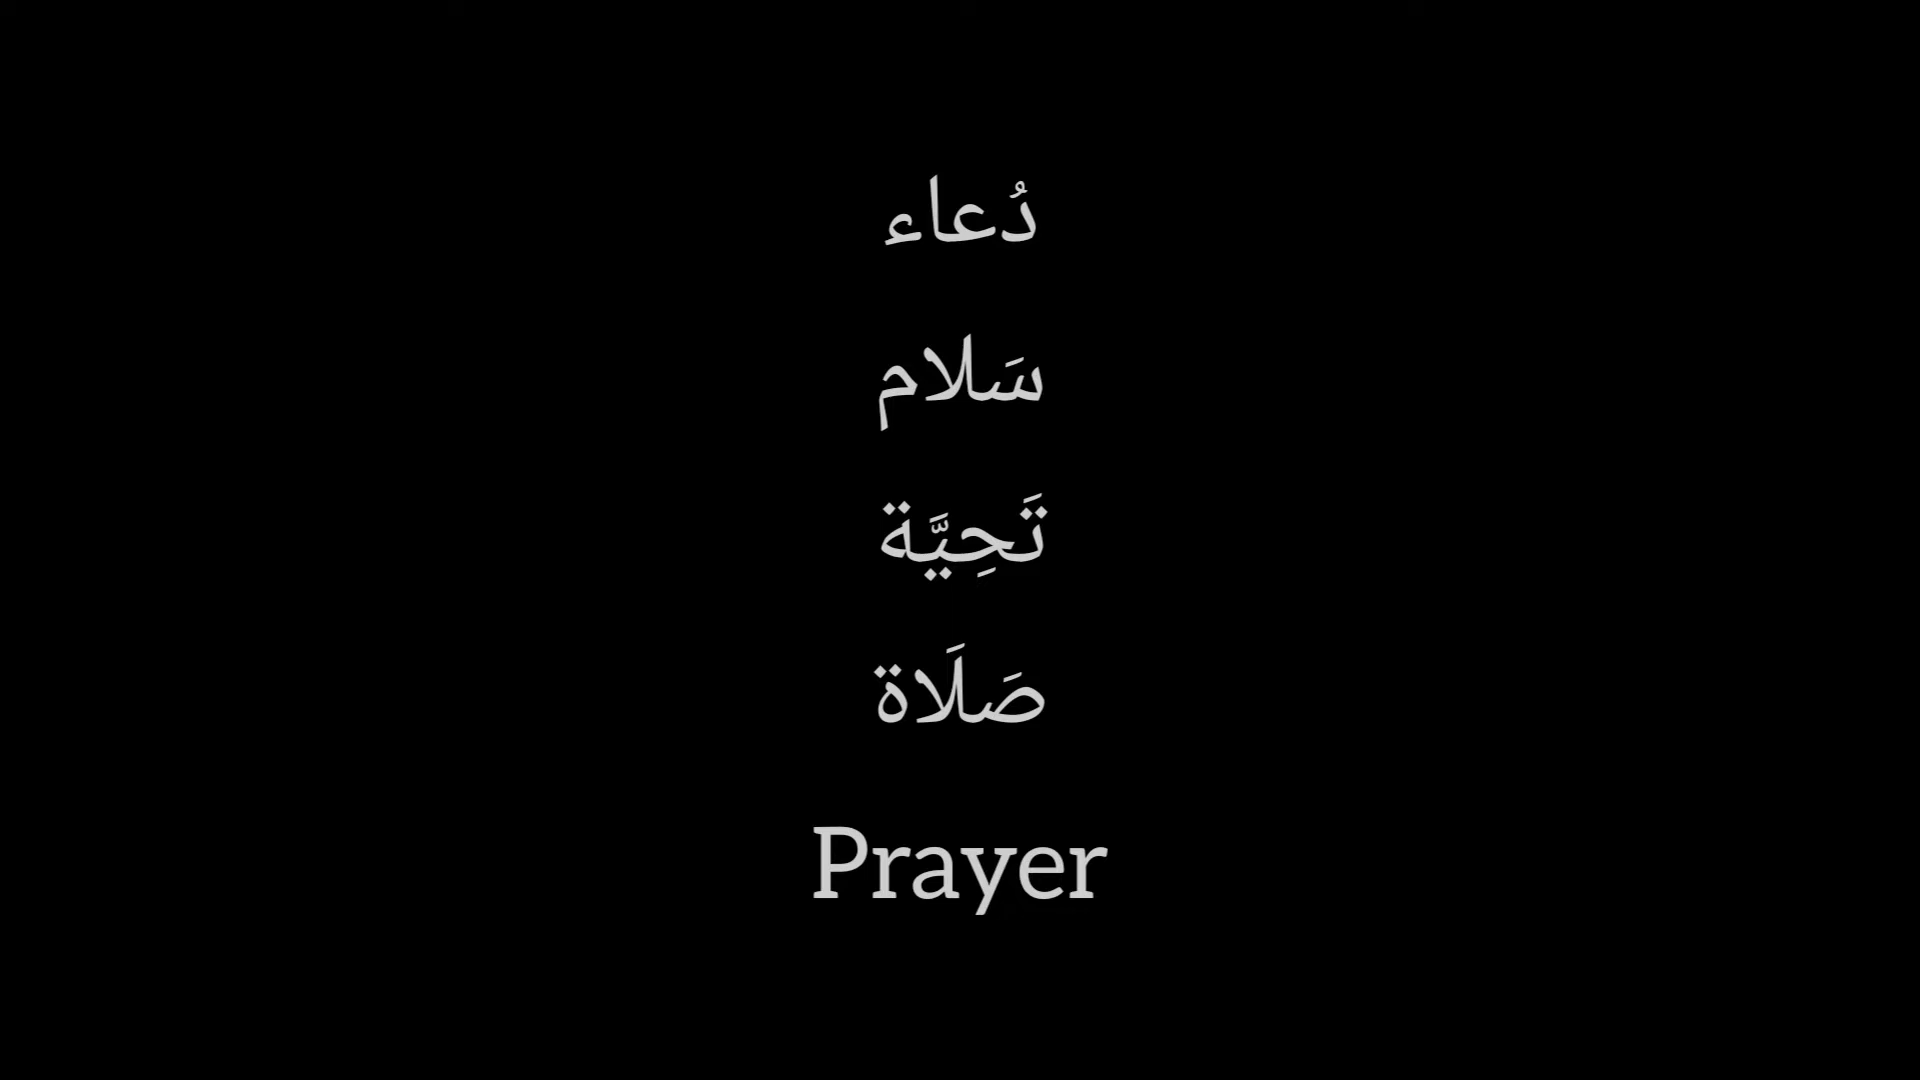 دُعاء
سَلام
تَحِيَّة
صَلَاة
Prayer